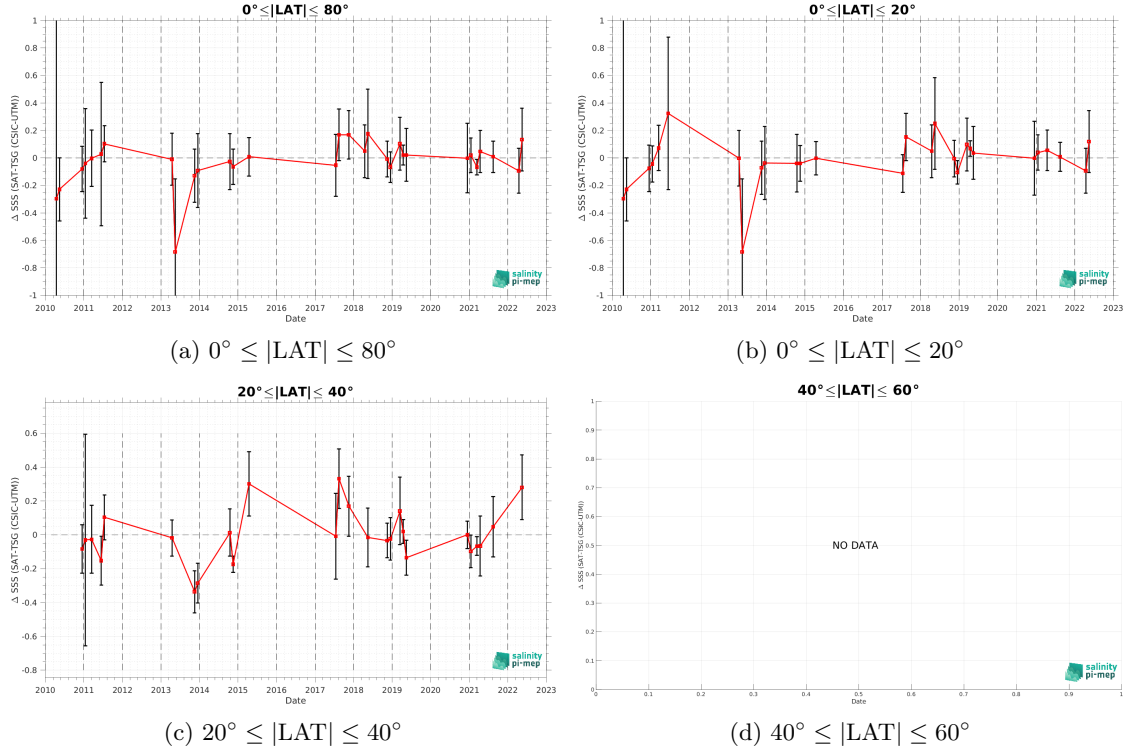 0°≤|LAT|≤ 80°
Δ SSS (SAT-TSG (CSIC-UTM))
1
0.8
0.6
0.4
0.2
0
-0.2
-0.4
-0.6
-0.8
-1
2010 2011 2012 2013 2014 2015 2016 2017 2018 2019 2020 2021 2022 2023
Date
salinity
pi-mep
(a) 0° ≤ |LAT| ≤ 80°
0°≤|LAT|≤ 20°
Δ SSS (SAT-TSG (CSIC-UTM))
1
0.8
0.6
0.4
0.2
0
-0.2
-0.4
-0.6
-0.8
-1
2010 2011 2012 2013 2014 2015 2016 2017 2018 2019 2020 2021 2022 2023
Date
salinity
pi-mep
(b) 0° ≤ |LAT| ≤ 20°
20°≤|LAT|≤ 40°
Δ SSS (SAT-TSG (CSIC-UTM))
0.6
0.4
0.2
0
-0.2
-0.4
-0.6
-0.8
2010 2011 2012 2013 2014 2015 2016 2017 2018 2019 2020 2021 2022 2023
Date
salinity
pi-mep
(c) 20° ≤ |LAT| ≤ 40°
40°≤|LAT|≤ 60°
Δ SSS (SAT-TSG (CSIC-UTM))
1
0.9
0.8
0.7
0.6
0.5
0.4
0.3
0.2
0.1
0
NO DATA
0 0.1 0.2 0.3 0.4 0.5 0.6 0.7 0.8 0.9 1
Date
salinity
pi-mep
(d) 40° ≤ |LAT| ≤ 60°